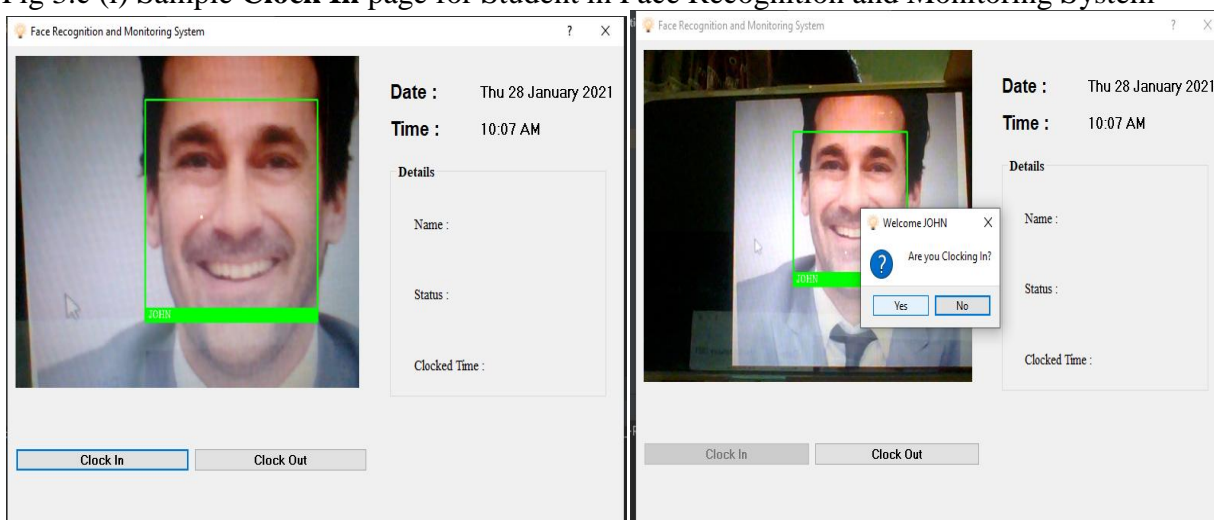 Fig 3.c (i) Sample Clock-In page for Student in Face Recognition and Monitoring System
Face Recognition and Monitoring System ? X
Date : Thu 28 January 2021
Time : 10:07 AM
Details
Name :
Status :
Clocked Time :
JOHN
Clock In Clock Out
Face Recognition and Monitoring System ? X
Date : Thu 28 January 2021
Time : 10:07 AM
Details
Name :
Status :
Clocked Time :
JOHN
Welcome JOHN X
Are you Clocking In?
Yes No
Clock In Clock Out